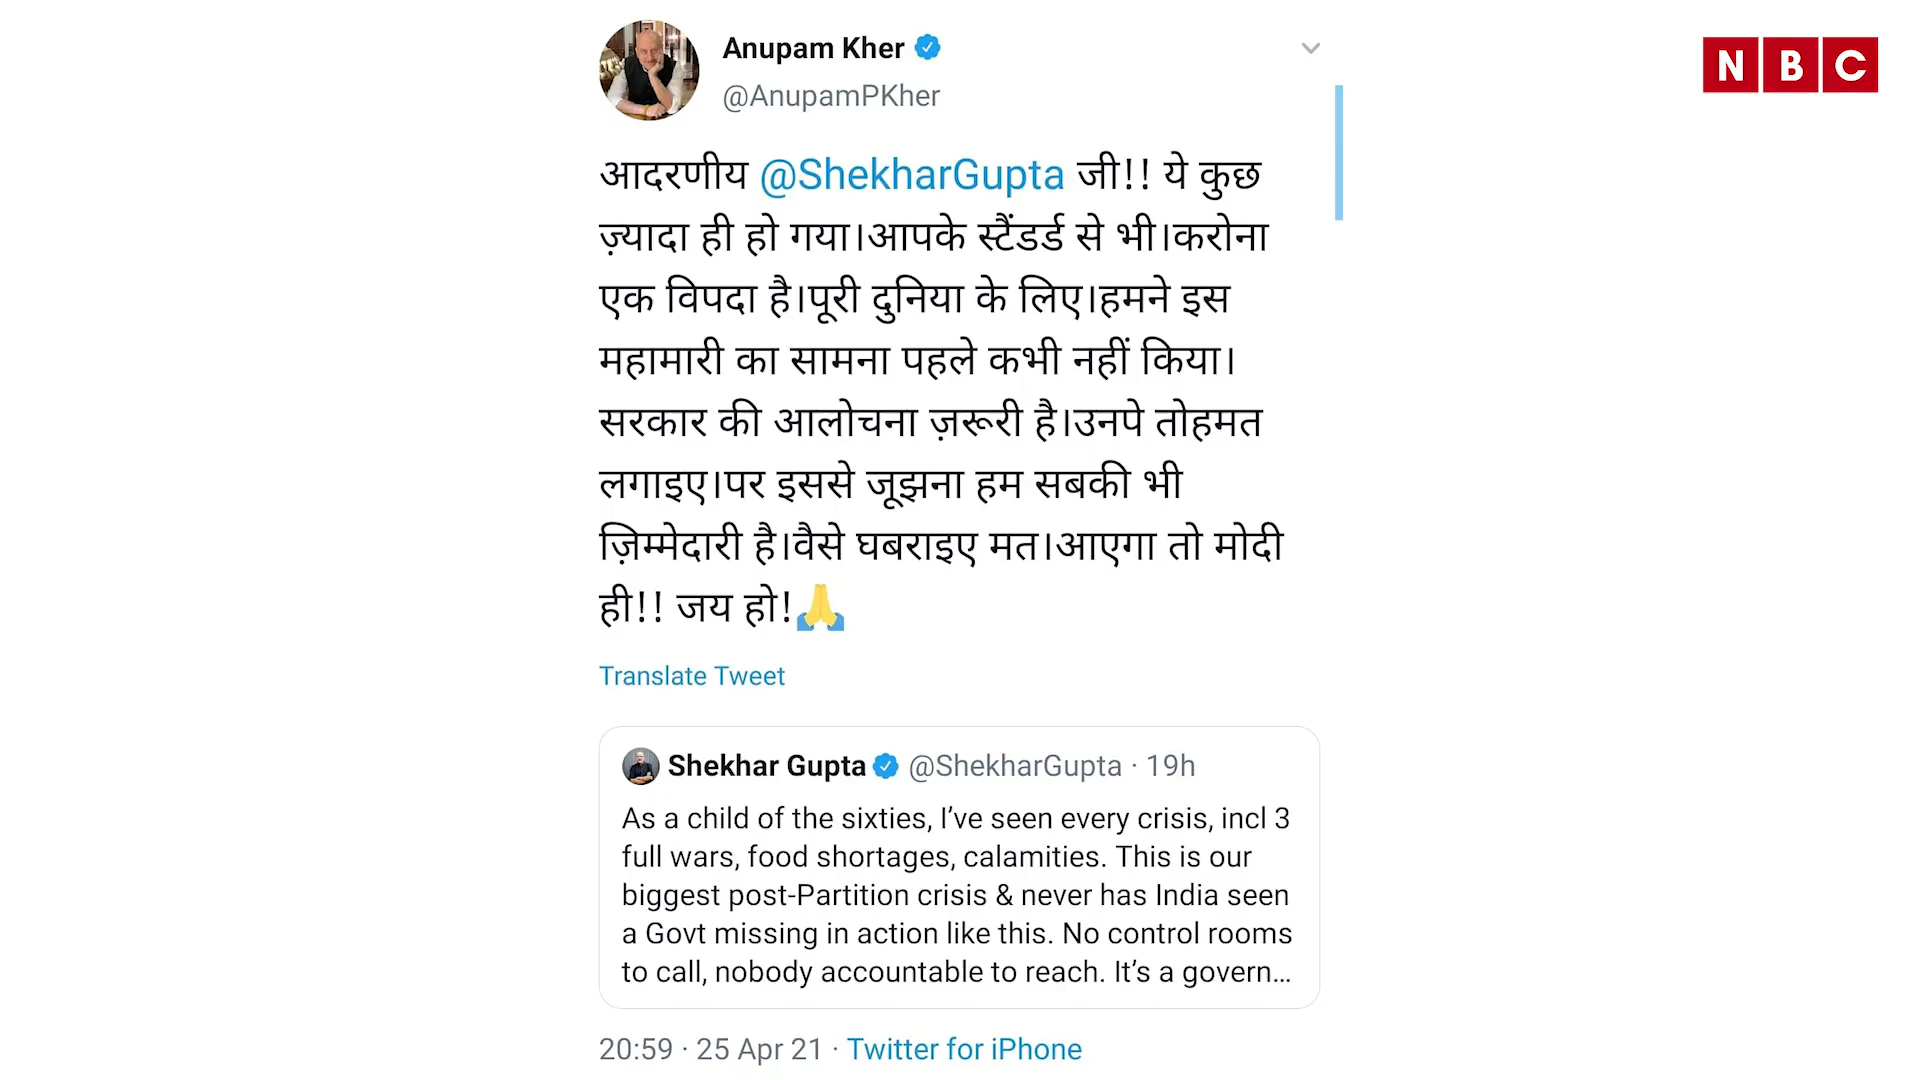 Anupam Kher
@AnupamPKher
NBC
आदरणीय @ShekharGupta जी!! ये कुछ
ज़्यादा ही हो गया।आपके स्टैंडर्ड से भी।करोना
एक विपदा है।पूरी दुनिया के लिए।हमने इस
महामारी का सामना पहले कभी नहीं किया।
सरकार की आलोचना ज़रूरी है।उनपे तोहमत
लगाइए।पर इससे जूझना हम सबकी भी
ज़िम्मेदारी है।वैसे घबराइए मत।आएगा तो मोदी
ही!! जय हो!🙏
Translate Tweet
Shekhar Gupta @ShekharGupta · 19h
As a child of the sixties, I’ve seen every crisis, incl 3
full wars, food shortages, calamities. This is our
biggest post-Partition crisis & never has India seen
a Govt missing in action like this. No control rooms
to call, nobody accountable to reach. It’s a govern...
20:59 · 25 Apr 21 · Twitter for iPhone